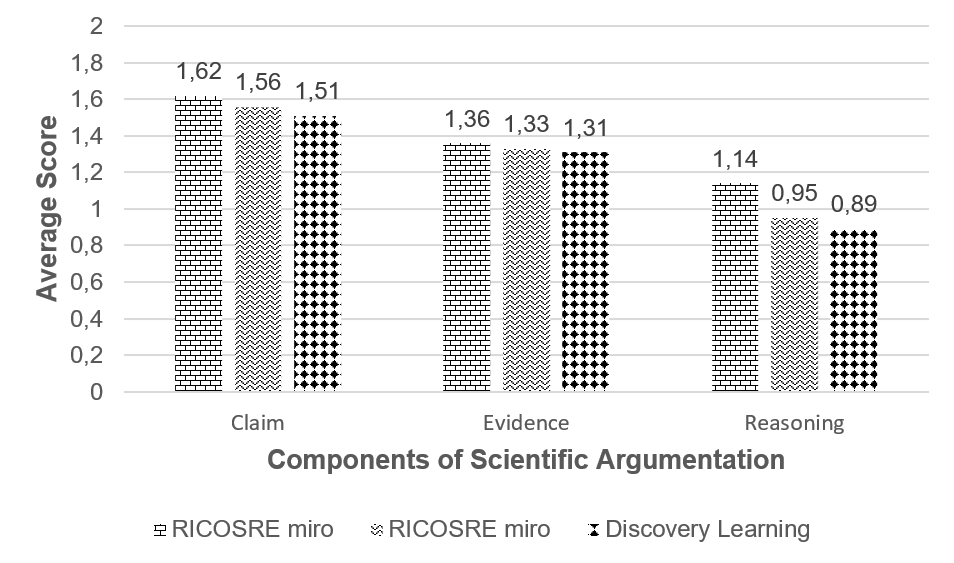 2
1,8
1,6
1,4
1,2
1
0,8
0,6
0,4
0,2
0
Average Score
1,62
1,56
1,51
1,36
1,33
1,31
1,14
0,95
0,89
Claim
Evidence
Reasoning
Components of Scientific Argumentation
RICOSRE miro
RICOSRE miro
Discovery Learning